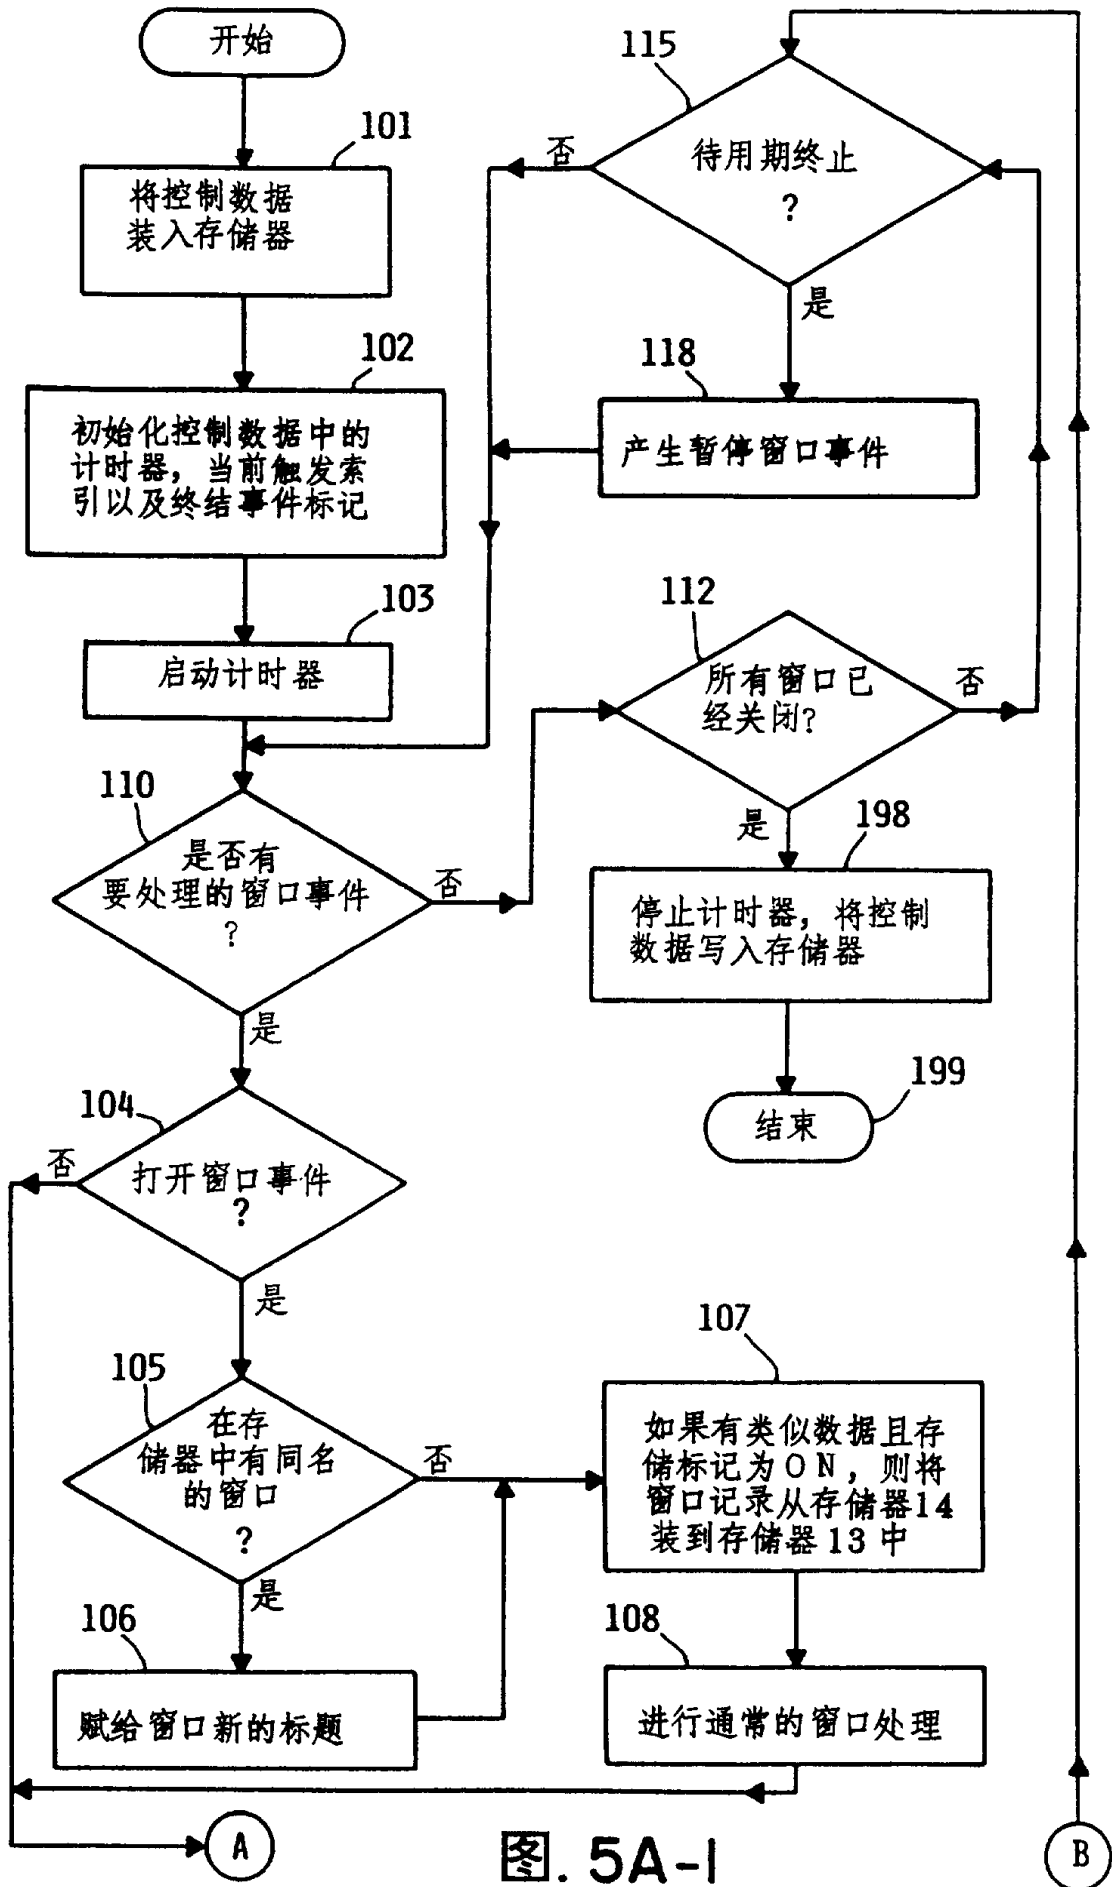 开始
101
将控制数据
装入存储器
102
初始化控制数据中的
计时器，当前触发索
引以及终结事件标记
103
启动计时器
110
是否有
要处理的窗口事件
?
否
是
104
打开窗口事件
?
否
是
105
在存
储器中有同名
的窗口
?
否
是
106
赋给窗口新的标题
107
如果有类似数据且存
储标记为ON，则将
窗口记录从存储器14
装到存储器13中
108
进行通常的窗口处理
115
待用期终止
?
否
是
118
产生暂停窗口事件
112
所有窗口已
经关闭?
否
是
198
停止计时器，将控制
数据写入存储器
199
结束
A
B
图. 5A-1